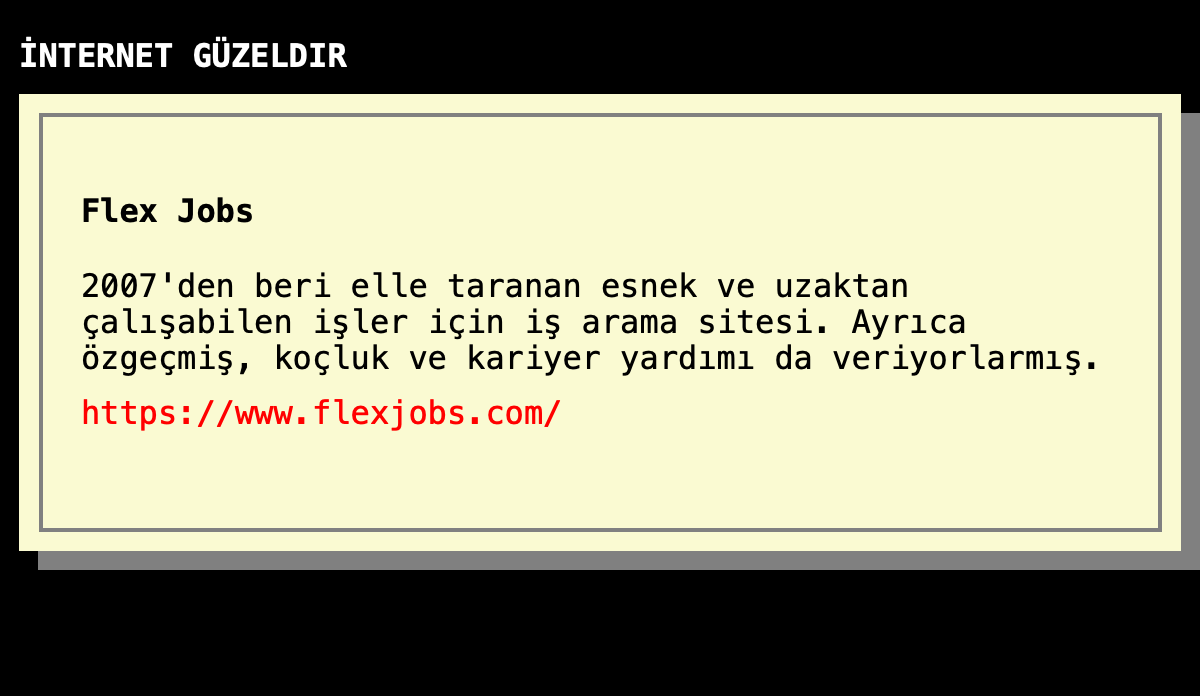 İNTERNET GÜZELDIR
Flex Jobs
2007'den beri elle taranan esnek ve uzaktan
çalışabilen işler için iş arama sitesi. Ayrıca
özgeçmiş, koçluk ve kariyer yardımı da veriyorlarmış.
https://www.flexjobs.com/